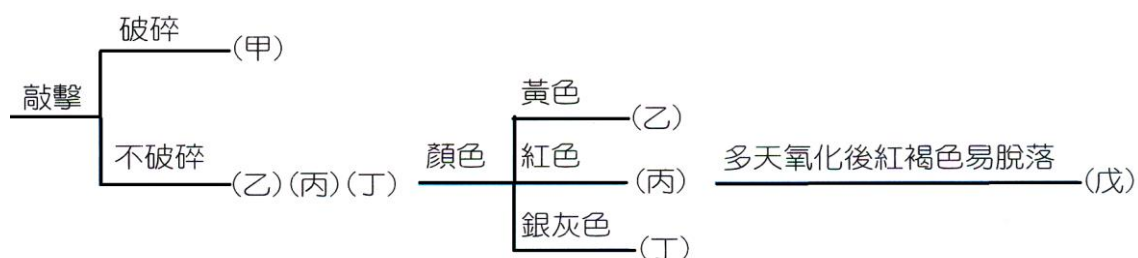 破碎
(甲)
敲擊
黃色
(乙)
不破碎
(乙)(丙)(丁)
顏色
紅色
(丙)
多天氧化後紅褐色易脫落
(戊)
銀灰色
(丁)